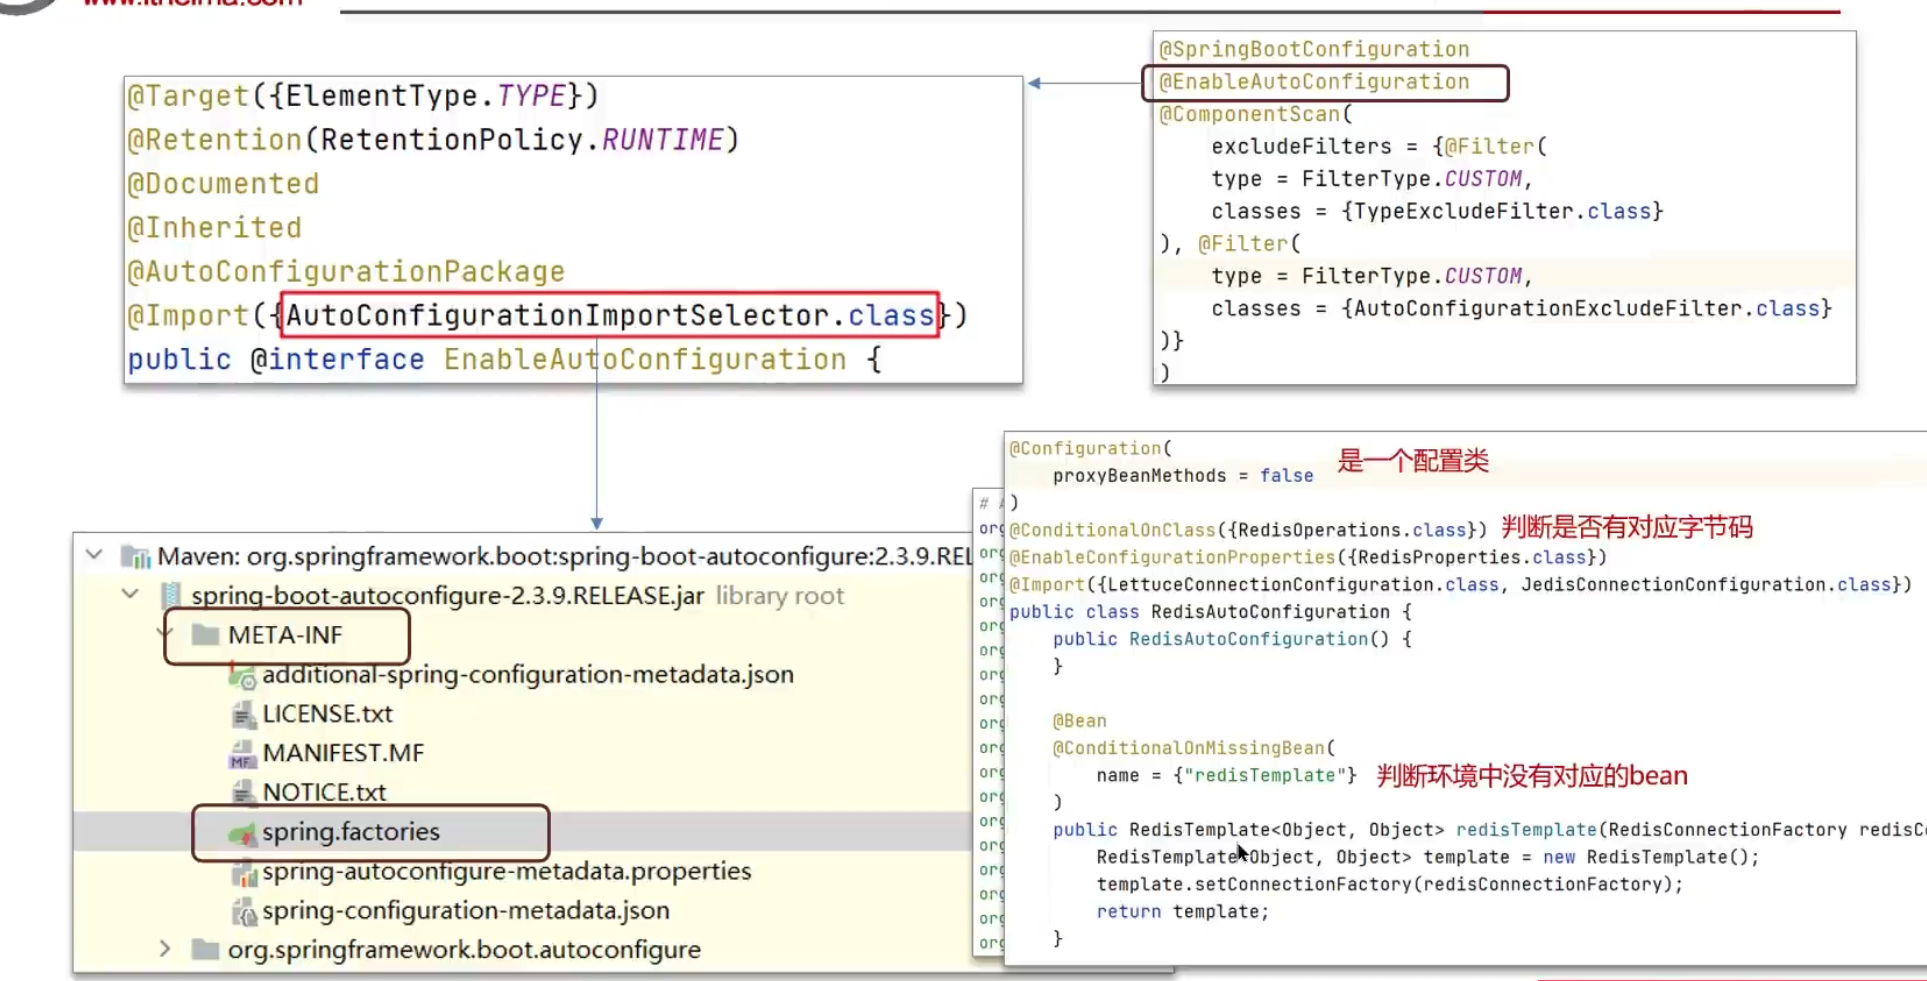 www.itheima.com
@SpringBootConfiguration
@EnableAutoConfiguration
@ComponentScan(
excludeFilters = {@Filter(
type = FilterType.CUSTOM,
classes = {TypeExcludeFilter.class}
), @Filter(
type = FilterType.CUSTOM,
classes = {AutoConfigurationExcludeFilter.class}
)}
)
@Target({ElementType.TYPE})
@Retention(RetentionPolicy.RUNTIME)
@Documented
@Inherited
@AutoConfigurationPackage
@Import({AutoConfigurationImportSelector.class})
public @interface EnableAutoConfiguration {
Maven: org.springframework.boot:spring-boot-autoconfigure:2.3.9.REL
spring-boot-autoconfigure-2.3.9.RELEASE.jar library root
META-INF
additional-spring-configuration-metadata.json
LICENSE.txt
MANIFEST.MF
NOTICE.txt
spring.factories
spring-autoconfigure-metadata.properties
spring-configuration-metadata.json
org.springframework.boot.autoconfigure
@Configuration(
proxyBeanMethods = false
是一个配置类
)
@ConditionalOnClass({RedisOperations.class}) 判断是否有对应字节码
@EnableConfigurationProperties({RedisProperties.class})
@Import({LettuceConnectionConfiguration.class, JedisConnectionConfiguration.class})
public class RedisAutoConfiguration {
public RedisAutoConfiguration() {
}
@Bean
@ConditionalOnMissingBean(
name = {"redisTemplate"} 判断环境中没有对应的bean
)
public RedisTemplate<Object, Object> redisTemplate(RedisConnectionFactory redisC
RedisTemplate<Object, Object> template = new RedisTemplate();
template.setConnectionFactory(redisConnectionFactory);
return template;
}